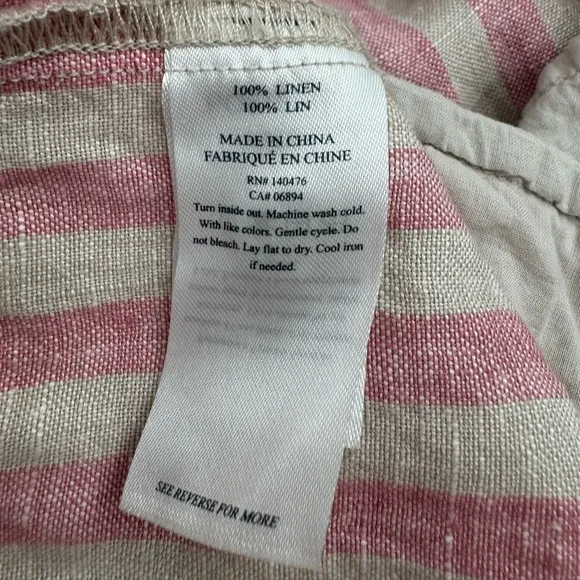 100% LINEN
100% LIN
MADE IN CHINA
FABRIQUÉ EN CHINE
RN# 140476
CA# 06894
Turn inside out. Machine wash cold.
With like colors. Gentle cycle. Do
not bleach. Lay flat to dry. Cool iron
if needed.
SEE REVERSE FOR MORE